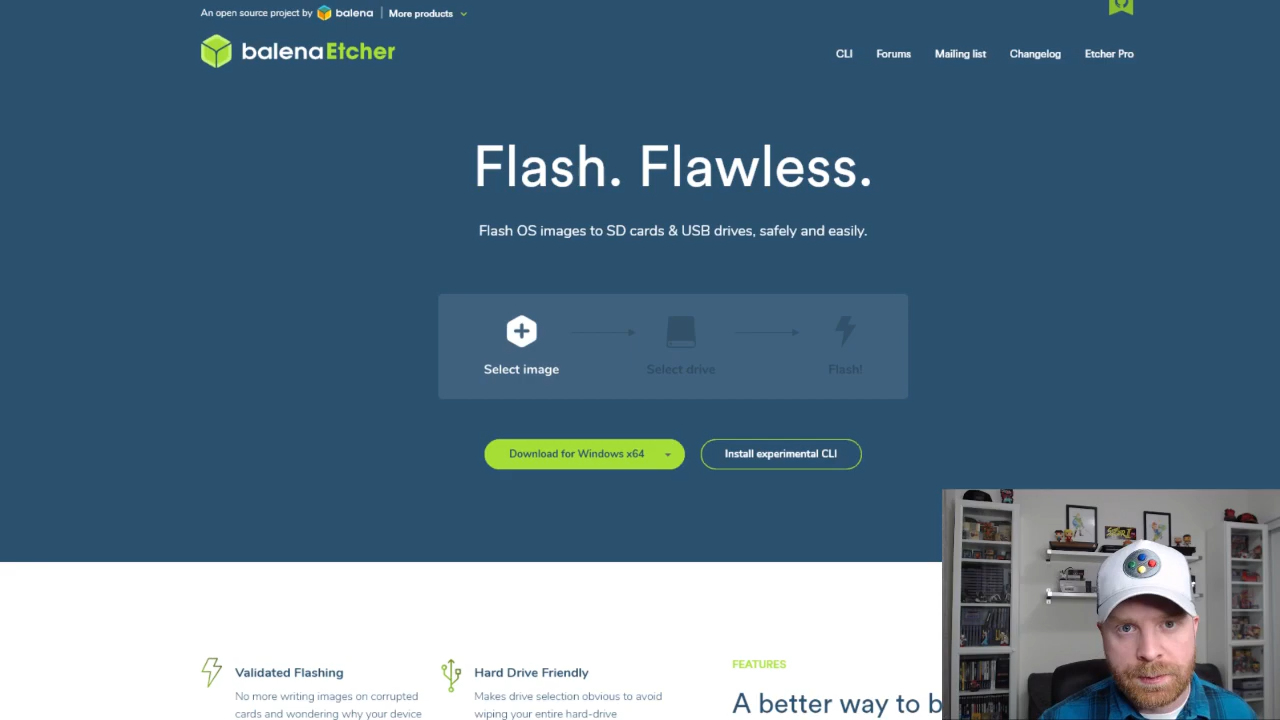 An open source project by balena | More products
balenaEtcher
CLI Forums Mailing list Changelog Etcher Pro
Flash. Flawless.
Flash OS images to SD cards & USB drives, safely and easily.
Select image Select drive Flash!
Download for Windows x64 Install experimental CLI
Validated Flashing
No more writing images on corrupted
cards and wondering why your device
Hard Drive Friendly
Makes drive selection obvious to avoid
wiping your entire hard-drive
FEATURES
A better way to b